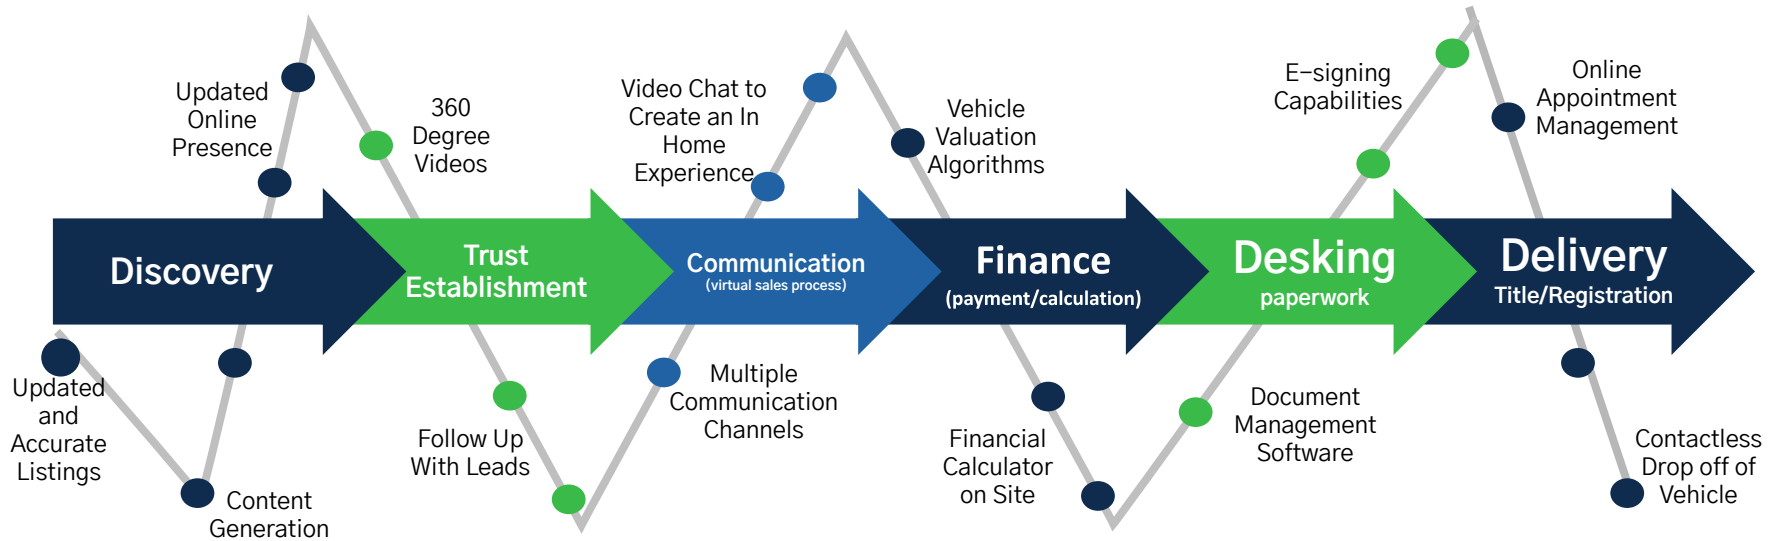 Updated
Online
Presence
360
Degree
Videos
Video Chat to
Create an In
Home
Experience
Vehicle
Valuation
Algorithms
E-signing
Capabilities
Online
Appointment
Management
Discovery
Trust
Establishment
Communication
(virtual sales process)
Finance
(payment/calculation)
Desking
paperwork
Delivery
Title/Registration
Updated
and
Accurate
Listings
Content
Generation
Follow Up
With Leads
Multiple
Communication
Channels
Financial
Calculator
on Site
Document
Management
Software
Contactless
Drop off of
Vehicle